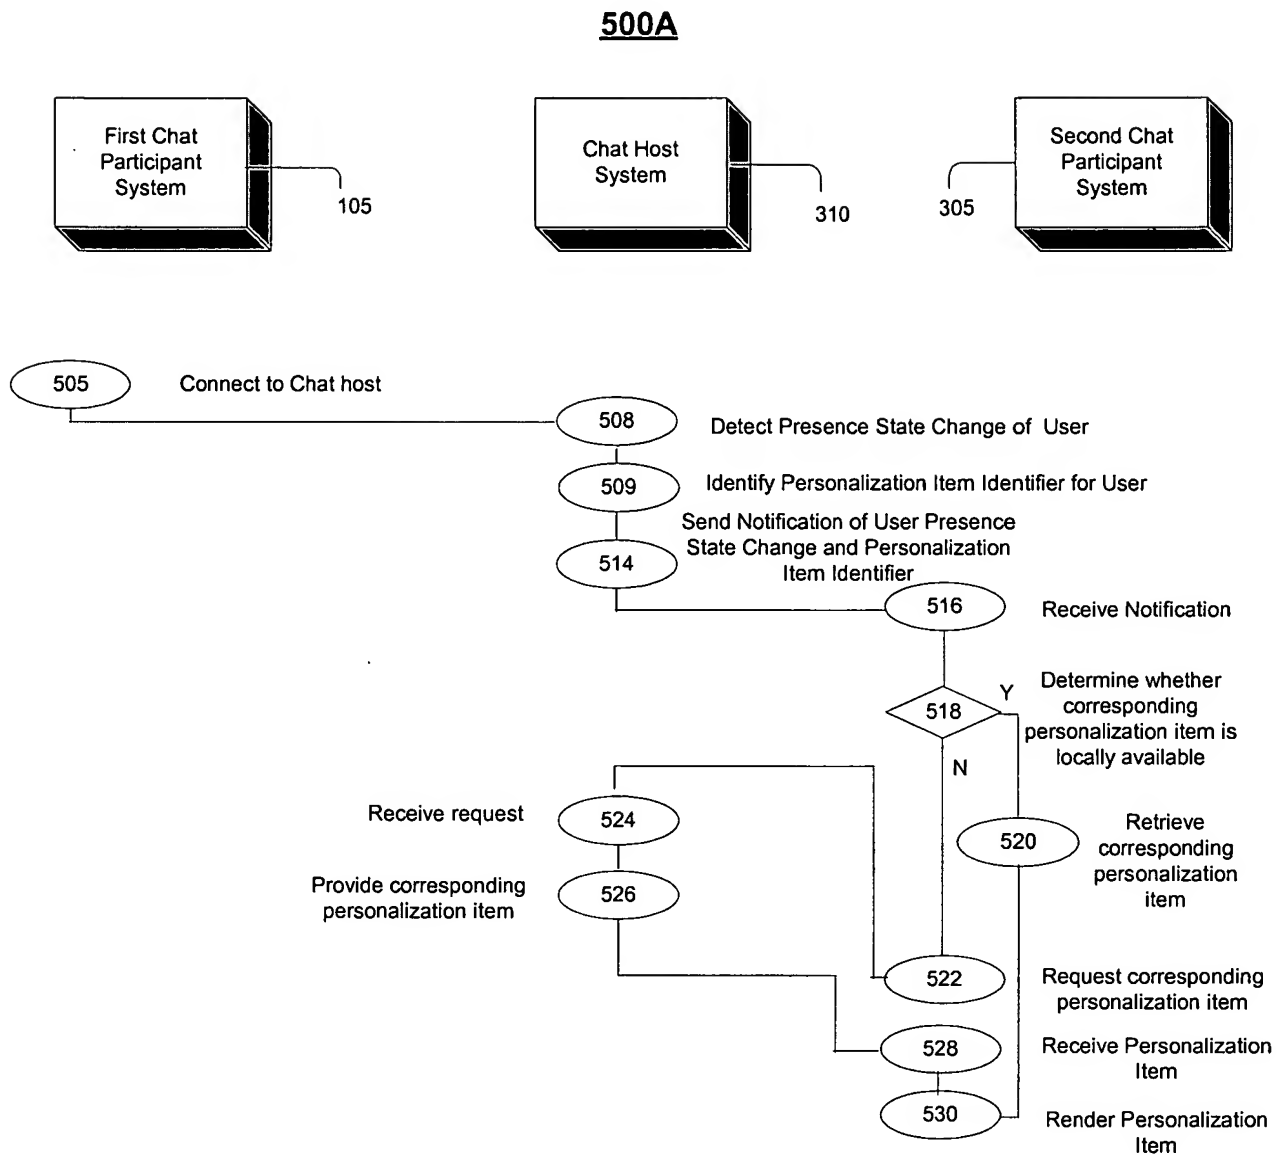 500A
First Chat
Participant
System
105
Chat Host
System
310
Second Chat
Participant
System
305
505
Connect to Chat host
508
Detect Presence State Change of User
509
Identify Personalization Item Identifier for User
Send Notification of User Presence
State Change and Personalization
Item Identifier
514
516
Receive Notification
518
Y
N
Determine whether
corresponding
personalization item is
locally available
Receive request
524
520
Retrieve
corresponding
personalization
item
Provide corresponding
personalization item
526
522
Request corresponding
personalization item
528
Receive Personalization
Item
530
Render Personalization
Item